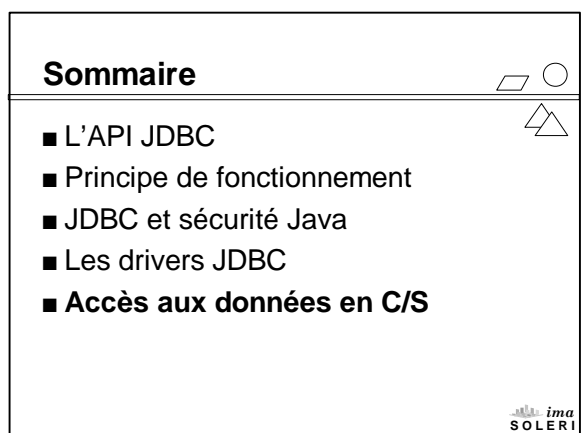 Sommaire
■ L'API JDBC
■ Principe de fonctionnement
■ JDBC et sécurité Java
■ Les drivers JDBC
■ Accès aux données en C/S
ima
SOLERI